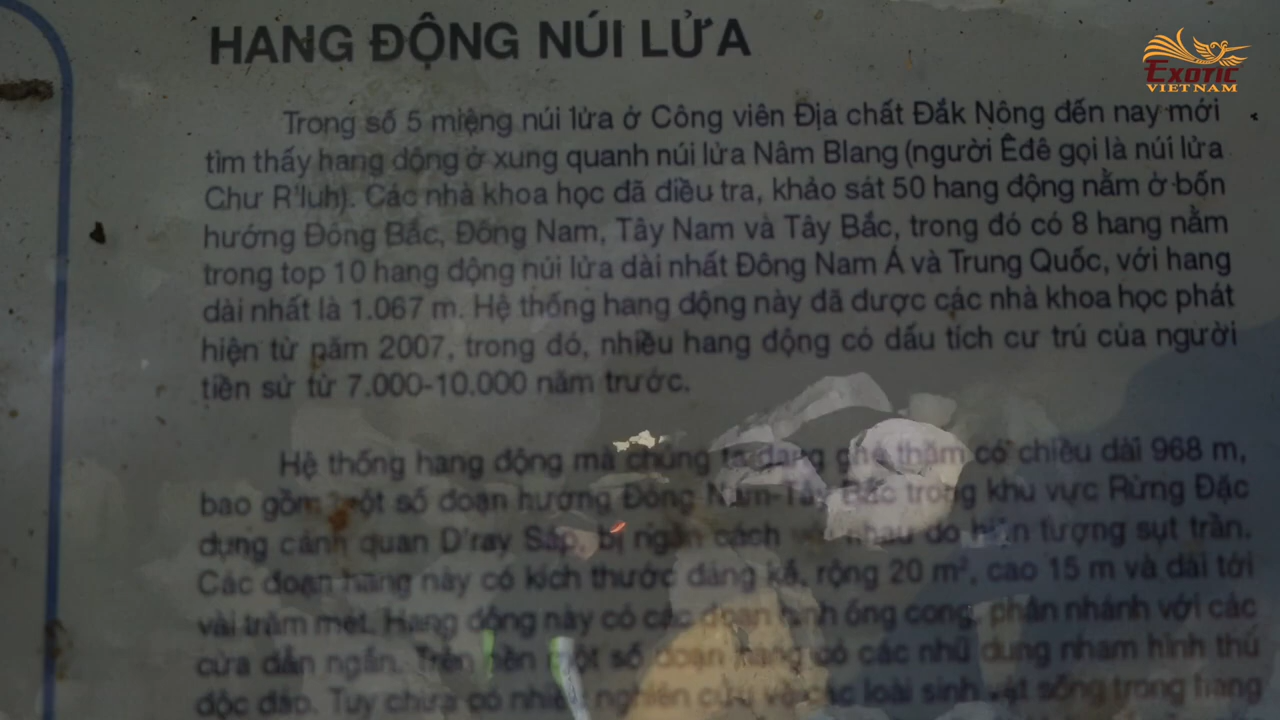 HANG ĐỘNG NÚI LỬA
EXOTIC
VIETNAM
Trong số 5 miệng núi lửa ở Công viên Địa chất Đắk Nông đến nay mới
tìm thấy hang động ở xung quanh núi lửa Nâm Blang (người Êđê gọi là núi lửa
Chư R'luh). Các nhà khoa học đã điều tra, khảo sát 50 hang động nằm ở bốn
hướng Đông Bắc, Đông Nam, Tây Nam và Tây Bắc, trong đó có 8 hang nằm
trong top 10 hang động núi lửa dài nhất Đông Nam Á và Trung Quốc, với hang
dài nhất là 1.067 m. Hệ thống hang động này đã được các nhà khoa học phát
hiện từ năm 2007, trong đó, nhiều hang động có dấu tích cư trú của người
tiền sử từ 7.000-10.000 năm trước.
Hệ thống hang động mà chúng ta đang ghé thăm có chiều dài 968 m,
bao gồm một số đoạn hướng Đông Nam-Tây Bắc trong khu vực Rừng Đặc
dụng cảnh quan D'ray Sáp, bị ngăn cách với nhau do hiện tượng sụt trần.
Các đoạn hang này có kích thước đáng kể, rộng 20 m², cao 15 m và dài tới
vài trăm mét. Hang động này có các đoạn hình ống cong, phân nhánh với các
cửa dẫn ngắn. Trên nền một số đoạn hang có các nhũ dung nham hình thù
độc đáo. Tuy chưa có nhiều nghiên cứu về các loài sinh vật sống trong hang